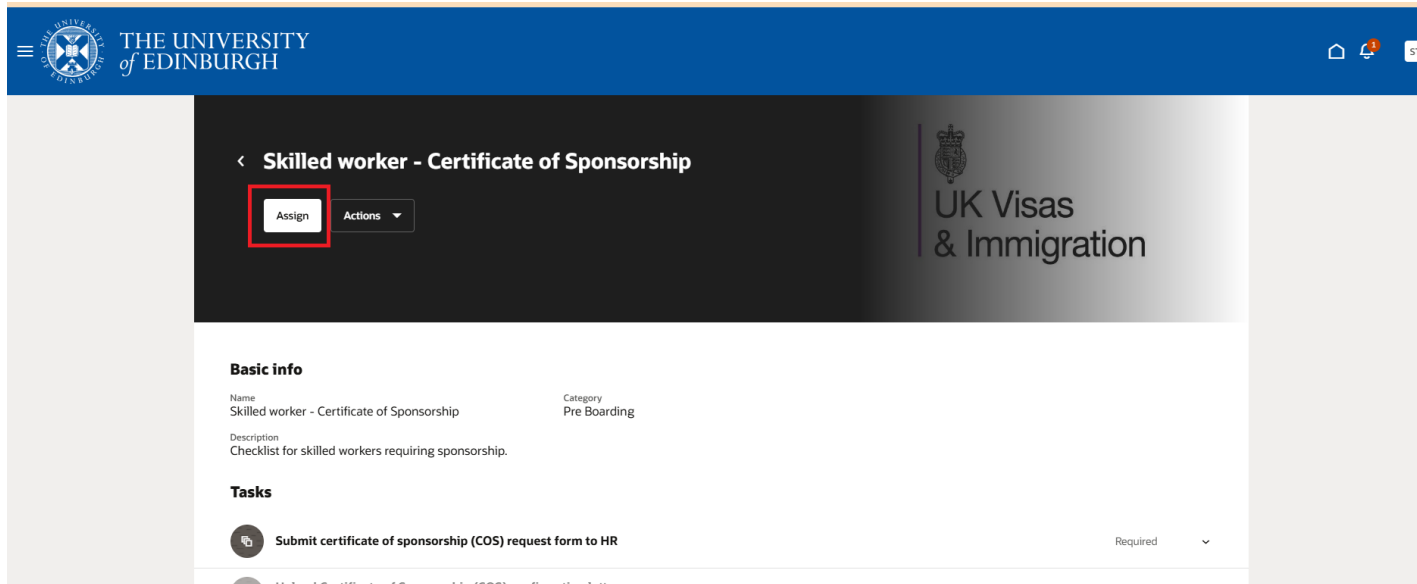 THE UNIVERSITY
of EDINBURGH
1
Skilled worker - Certificate of Sponsorship
Assign
Actions
UK Visas
& Immigration
Basic info
Name
Skilled worker - Certificate of Sponsorship
Category
Pre Boarding
Description
Checklist for skilled workers requiring sponsorship.
Tasks
Submit certificate of sponsorship (COS) request form to HR
Required